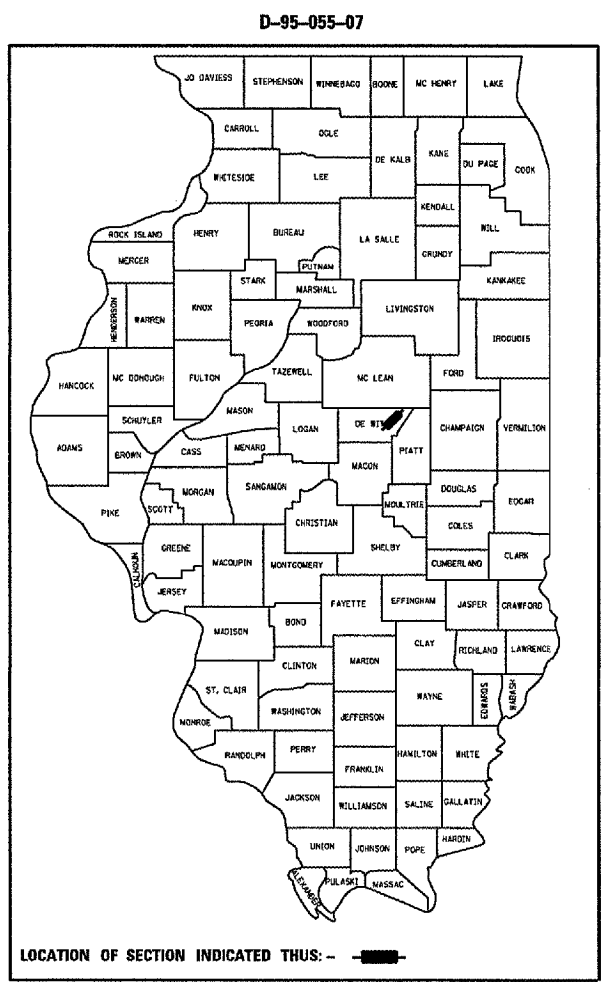 D-95-055-07
JO DAVIESS
STEPHENSON
WINNEBAGO
BOONE
MC HENRY
LAKE
CARROLL
OGLE
DE KALB
KANE
DU PAGE
COOK
WHITESIDE
LEE
KENDALL
ROCK ISLAND
HENRY
BUREAU
LA SALLE
WILL
GRUNDY
MERCER
PUTNAM
STARK
MARSHALL
KANKAKEE
HENDERSON
WARREN
KNOX
PEORIA
WOODFORD
LIVINGSTON
IROQUOIS
HANCOCK
MC DONOUGH
FULTON
TAZEWELL
MC LEAN
FORD
MASON
SCHUYLER
LOGAN
DE WI
CHAMPAIGN
VERMILION
ADAMS
BROWN
CASS
MENARD
PIATT
MACON
MORGAN
SANGAMON
DOUGLAS
PIKE
SCOTT
MOULTRIE
EDGAR
CHRISTIAN
COLES
GREENE
MACOUPIN
MONTGOMERY
SHELBY
CUMBERLAND
CLARK
CALHOUN
JERSEY
FAYETTE
EFFINGHAM
JASPER
CRAWFORD
MADISON
BOND
CLAY
RICHLAND
LAWRENCE
CLINTON
MARION
ST. CLAIR
WAYNE
EDWARDS
WABASH
WASHINGTON
JEFFERSON
MONROE
RANDOLPH
PERRY
HAMILTON
WHITE
FRANKLIN
JACKSON
WILLIAMSON
SALINE
GALLATIN
UNION
JOHNSON
POPE
HARDIN
ALEXANDER
PULASKI
MASSAC
LOCATION OF SECTION INDICATED THUS: -